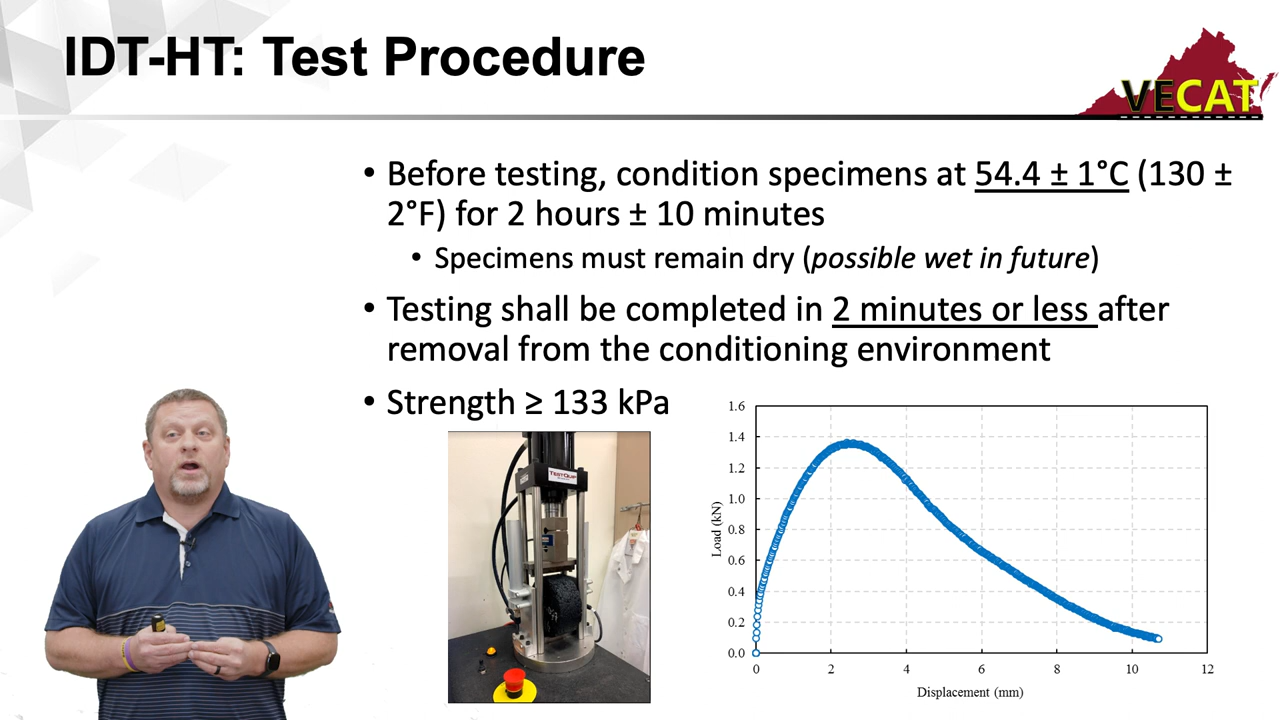 IDT-HT: Test Procedure
VECAT
• Before testing, condition specimens at 54.4 ± 1°C (130 ±
2°F) for 2 hours ± 10 minutes
• Specimens must remain dry (possible wet in future)
• Testing shall be completed in 2 minutes or less after
removal from the conditioning environment
• Strength ≥ 133 kPa
TESTQUIP
1.6
1.4
1.2
1.0
0.8
0.6
0.4
0.2
0.0
Load (kN)
0 2 4 6 8 10 12
Displacement (mm)